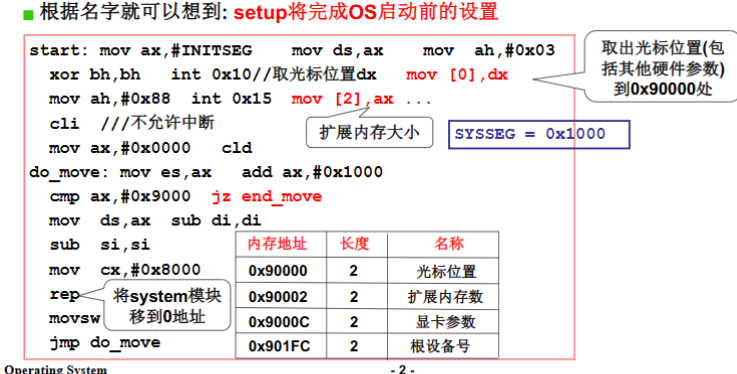 根据名字就可以想到: setup将完成OS启动前的设置
start: mov ax,#INITSEG mov ds,ax mov ah,#0x03
xor bh,bh int 0x10//取光标位置dx mov [0],dx
mov ah,#0x88 int 0x15 mov [2],ax ...
cli ///不允许中断
mov ax,#0x0000 cld
do_move: mov es,ax add ax,#0x1000
cmp ax,#0x9000 jz end_move
mov ds,ax sub di,di
sub si,si
mov cx,#0x8000
rep
movsw
jmp do_move
取出光标位置(包
括其他硬件参数)
到0x90000处
扩展内存大小
SYSSEG = 0x1000
将system模块
移到0地址
内存地址 长度 名称
0x90000 2 光标位置
0x90002 2 扩展内存数
0x9000C 2 显卡参数
0x901FC 2 根设备号
Operating System - 2 -